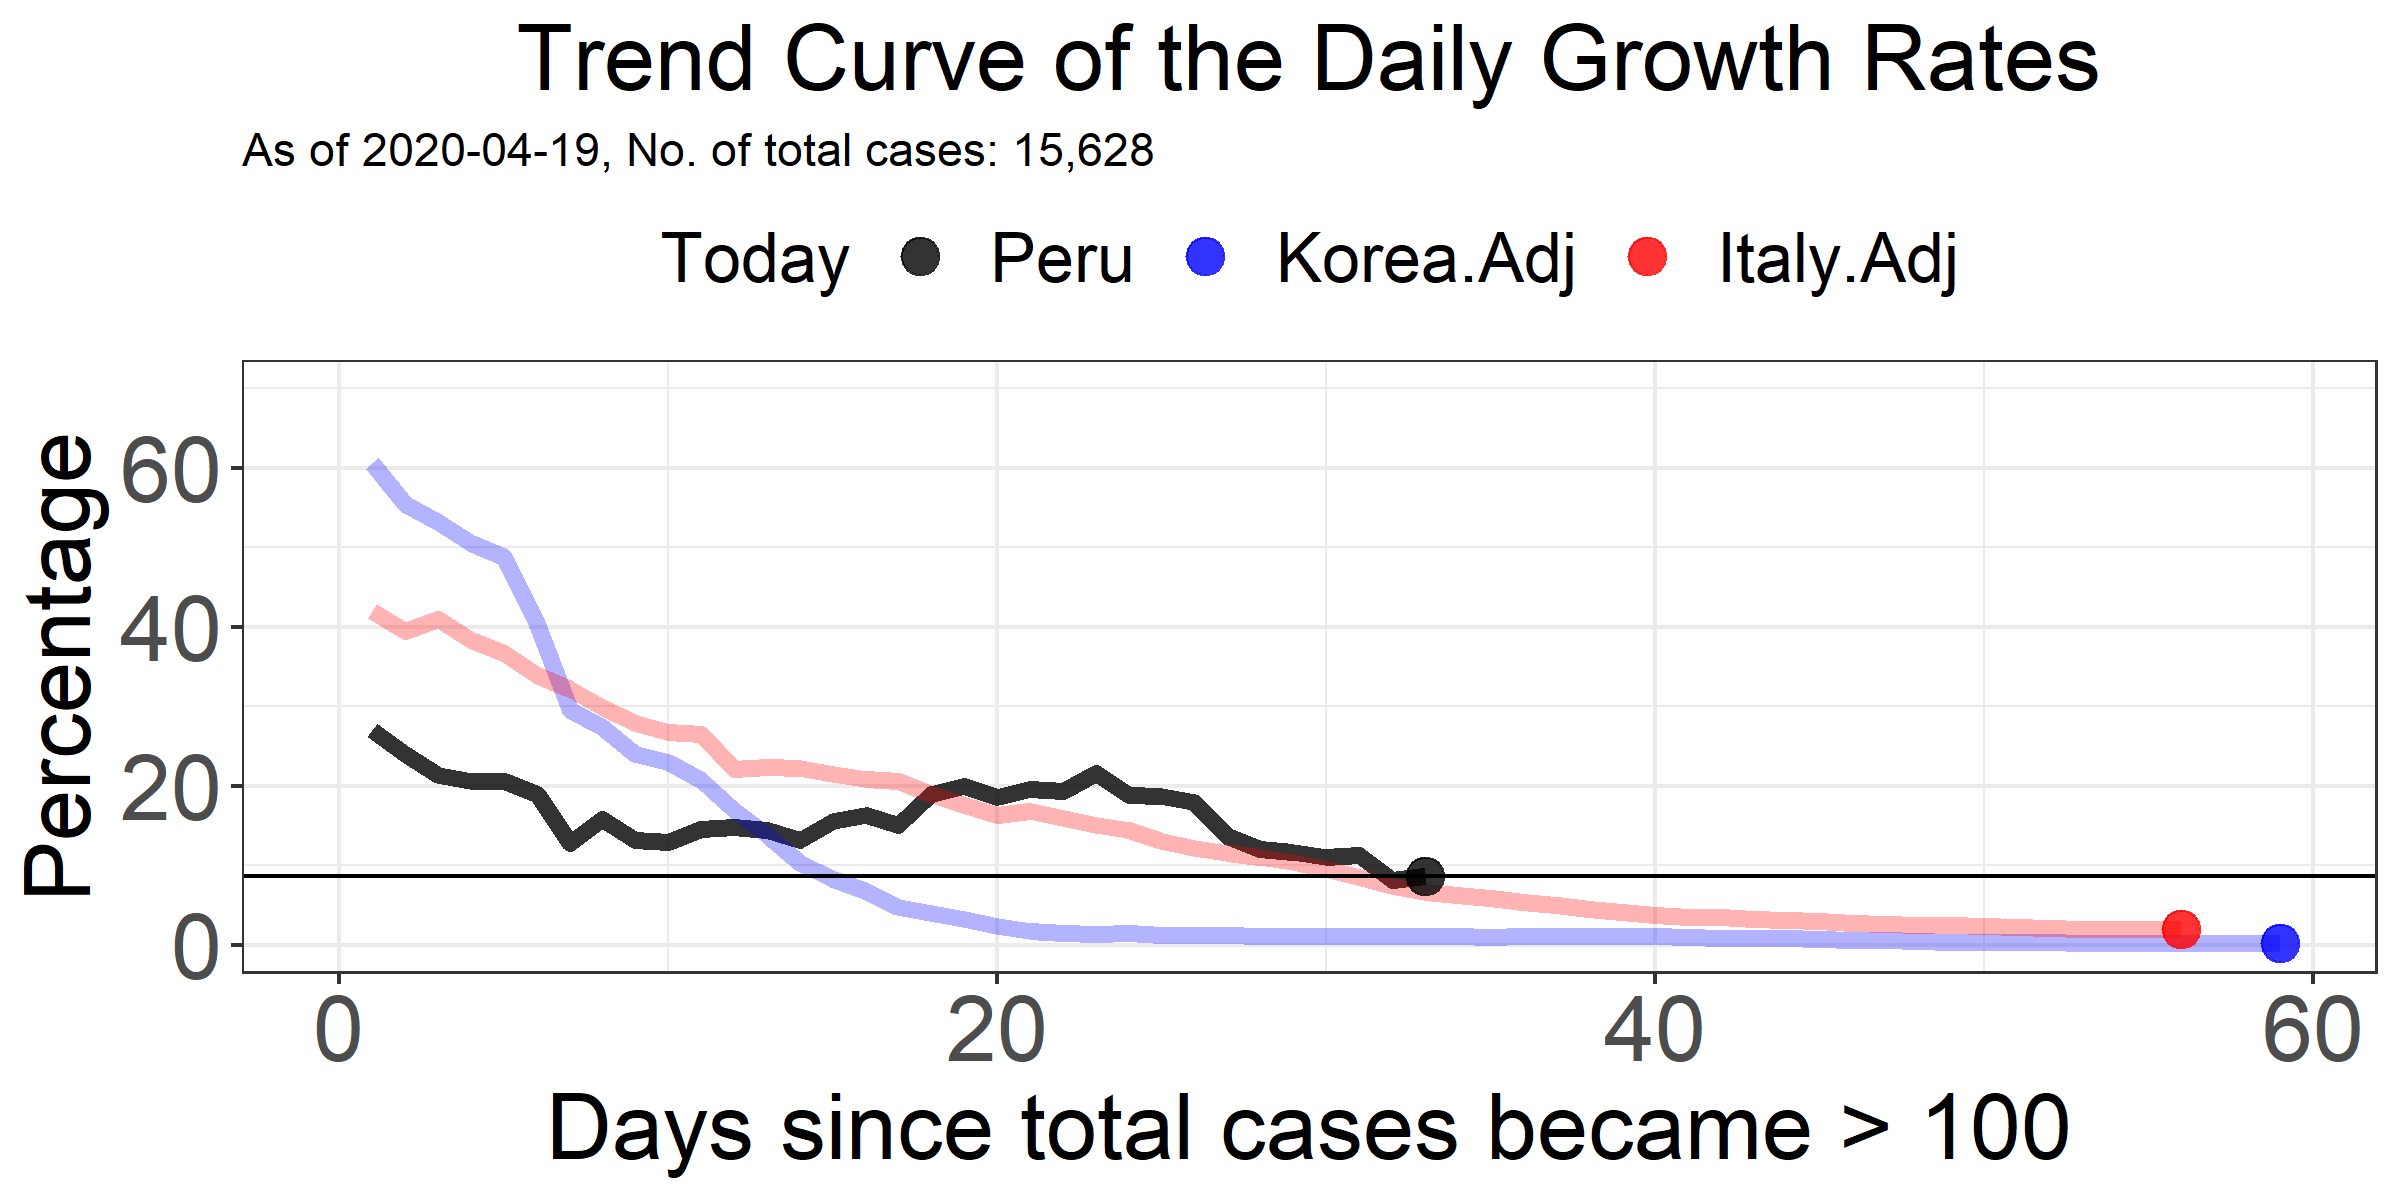 Trend Curve of the Daily Growth Rates
As of 2020-04-19, No. of total cases: 15,628
Today Peru Korea.Adj Italy.Adj
Percentage
60
40
20
0
0 20 40 60
Days since total cases became > 100